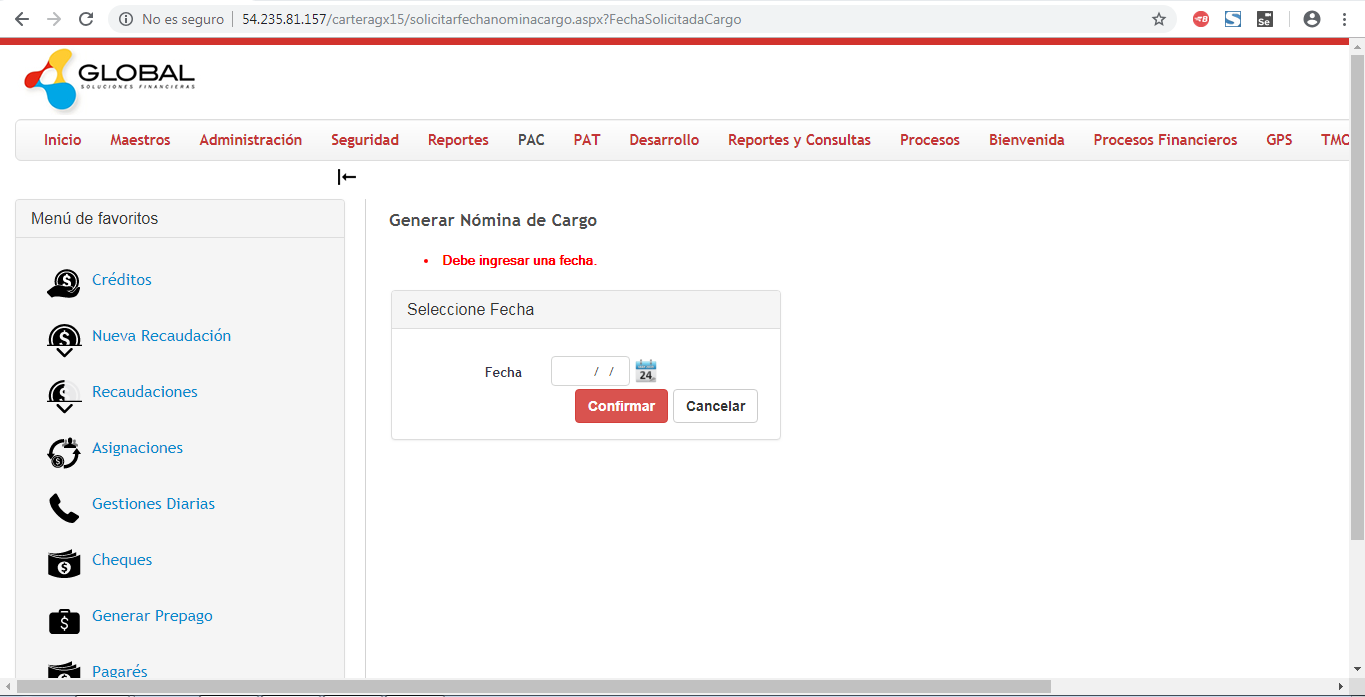 No es seguro | 54.235.81.157/carteragx15/solicitarfechanominacargo.aspx?FechaSolicitadaCargo
GLOBAL
SOLUCIONES FINANCIERAS
Inicio Maestros Administración Seguridad Reportes PAC PAT Desarrollo Reportes y Consultas Procesos Bienvenida Procesos Financieros GPS
Menú de favoritos
Créditos
Nueva Recaudación
Recaudaciones
Asignaciones
Gestiones Diarias
Cheques
Generar Prepago
Pagarés
Generar Nómina de Cargo
• Debe ingresar una fecha.
Seleccione Fecha
Fecha / / 24
Confirmar Cancelar